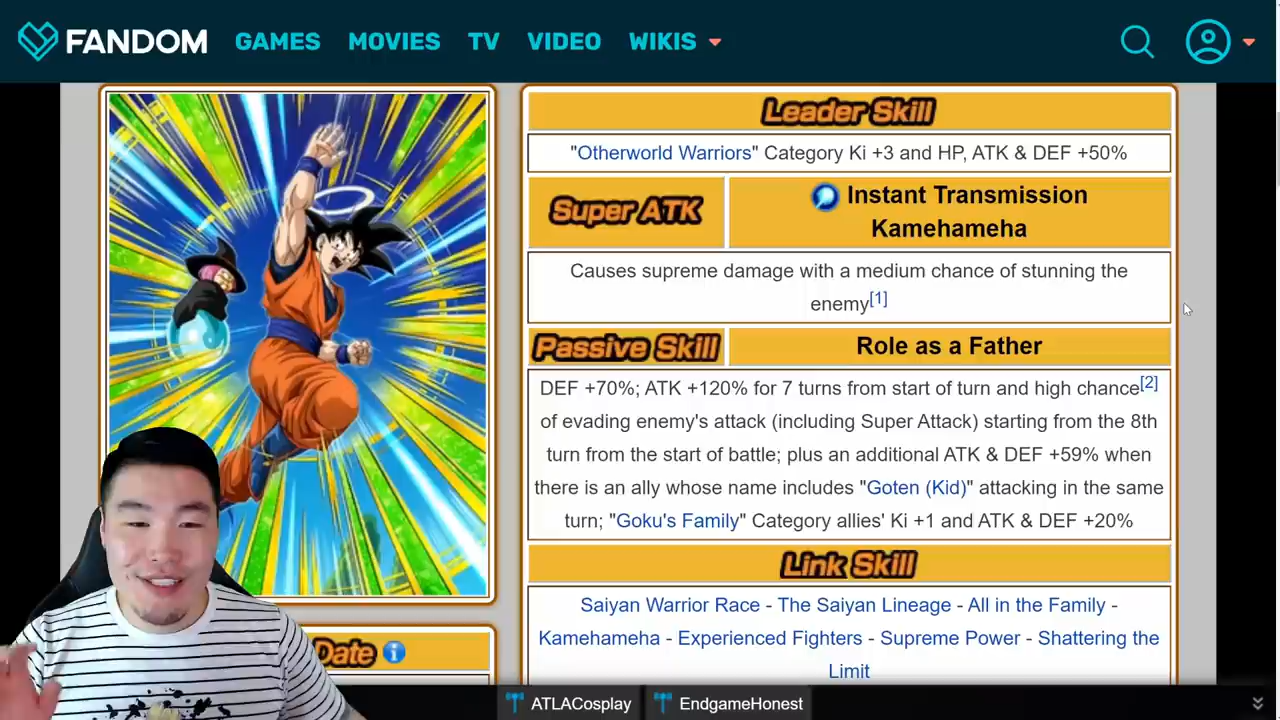 FANDOM GAMES MOVIES TV VIDEO WIKIS
Leader Skill
"Otherworld Warriors" Category Ki +3 and HP, ATK & DEF +50%
Super ATK
Instant Transmission
Kamehameha
Causes supreme damage with a medium chance of stunning the
enemy[1]
Passive Skill
Role as a Father
DEF +70%; ATK +120% for 7 turns from start of turn and high chance[2]
of evading enemy's attack (including Super Attack) starting from the 8th
turn from the start of battle; plus an additional ATK & DEF +59% when
there is an ally whose name includes "Goten (Kid)" attacking in the same
turn; "Goku's Family" Category allies' Ki +1 and ATK & DEF +20%
Link Skill
Saiyan Warrior Race - The Saiyan Lineage - All in the Family -
Kamehameha - Experienced Fighters - Supreme Power - Shattering the
Limit
Date
ATLACosplay
EndgameHonest